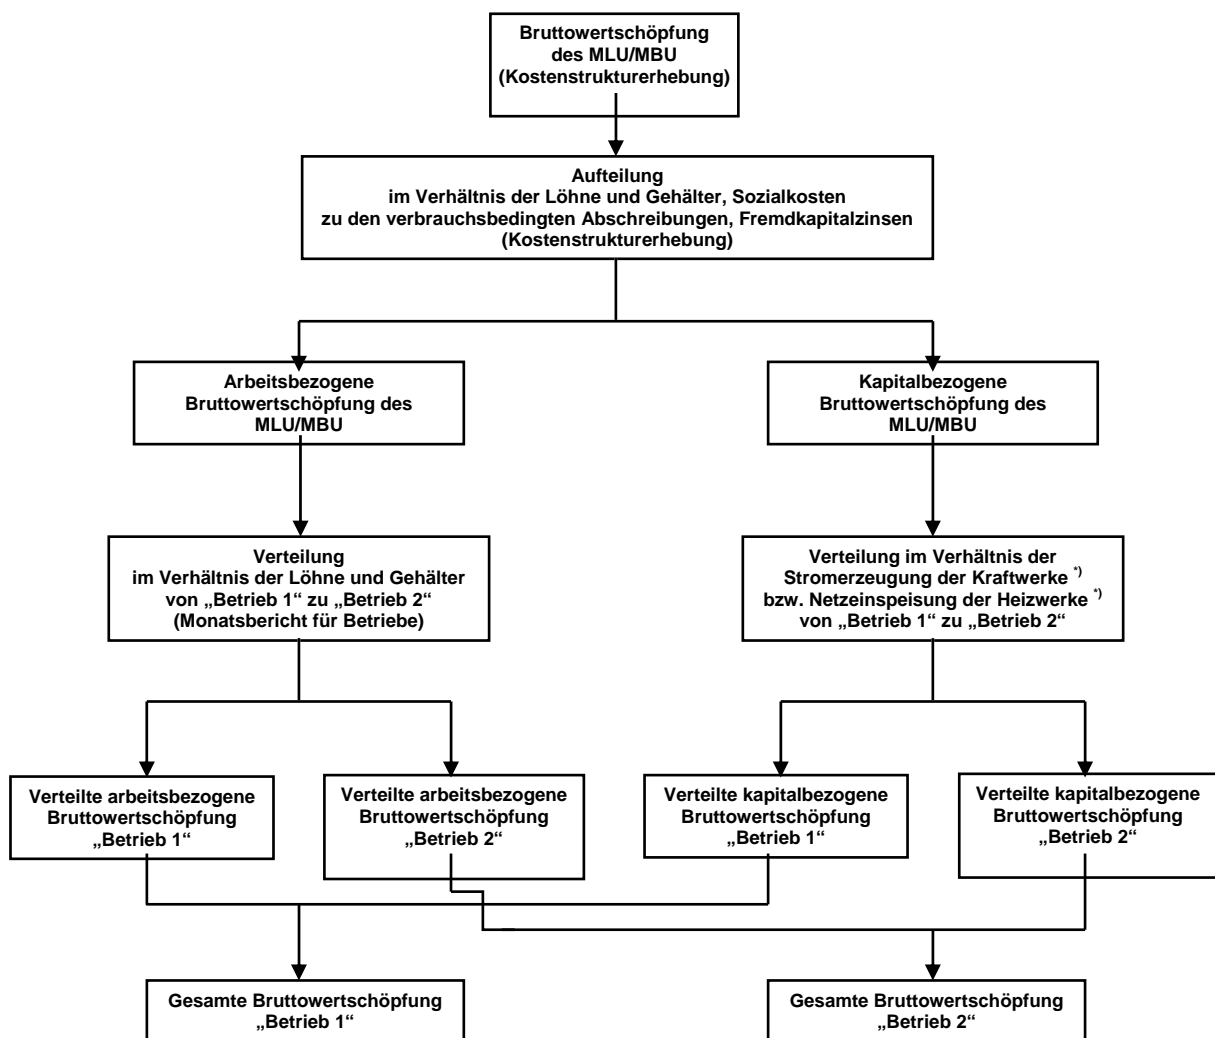 Bruttowertschöpfung
des MLU/MBU
(Kostenstrukturerhebung)
Aufteilung
im Verhältnis der Löhne und Gehälter, Sozialkosten
zu den verbrauchsbedingten Abschreibungen, Fremdkapitalzinsen
(Kostenstrukturerhebung)
Arbeitsbezogene
Bruttowertschöpfung des
MLU/MBU
Kapitalbezogene
Bruttowertschöpfung des
MLU/MBU
Verteilung
im Verhältnis der Löhne und Gehälter
von „Betrieb 1“ zu „Betrieb 2“
(Monatsbericht für Betriebe)
Verteilung im Verhältnis der
Stromerzeugung der Kraftwerke *)
bzw. Netzeinspeisung der Heizwerke *)
von „Betrieb 1“ zu „Betrieb 2“
Verteilte arbeitsbezogene
Bruttowertschöpfung
„Betrieb 1“
Verteilte arbeitsbezogene
Bruttowertschöpfung
„Betrieb 2“
Verteilte kapitalbezogene
Bruttowertschöpfung
„Betrieb 1“
Verteilte kapitalbezogene
Bruttowertschöpfung
„Betrieb 2“
Gesamte Bruttowertschöpfung
„Betrieb 1“
Gesamte Bruttowertschöpfung
„Betrieb 2“